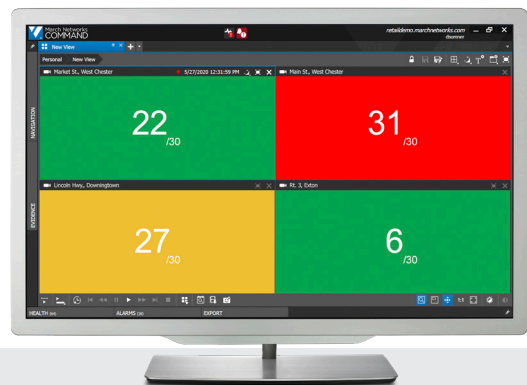 March Networks
COMMAND
retaildemo.marchnetworks.com
New View
Personal New View
Market St., West Chester
5/27/2020 12:31:59 PM
Main St., West Chester
22
/30
31
/30
NAVIGATION
Lincoln Hwy., Downingtown
Rt. 3, Exton
27
/30
6
/30
EVIDENCE
1:1
HEALTH
ALARMS
EXPORT